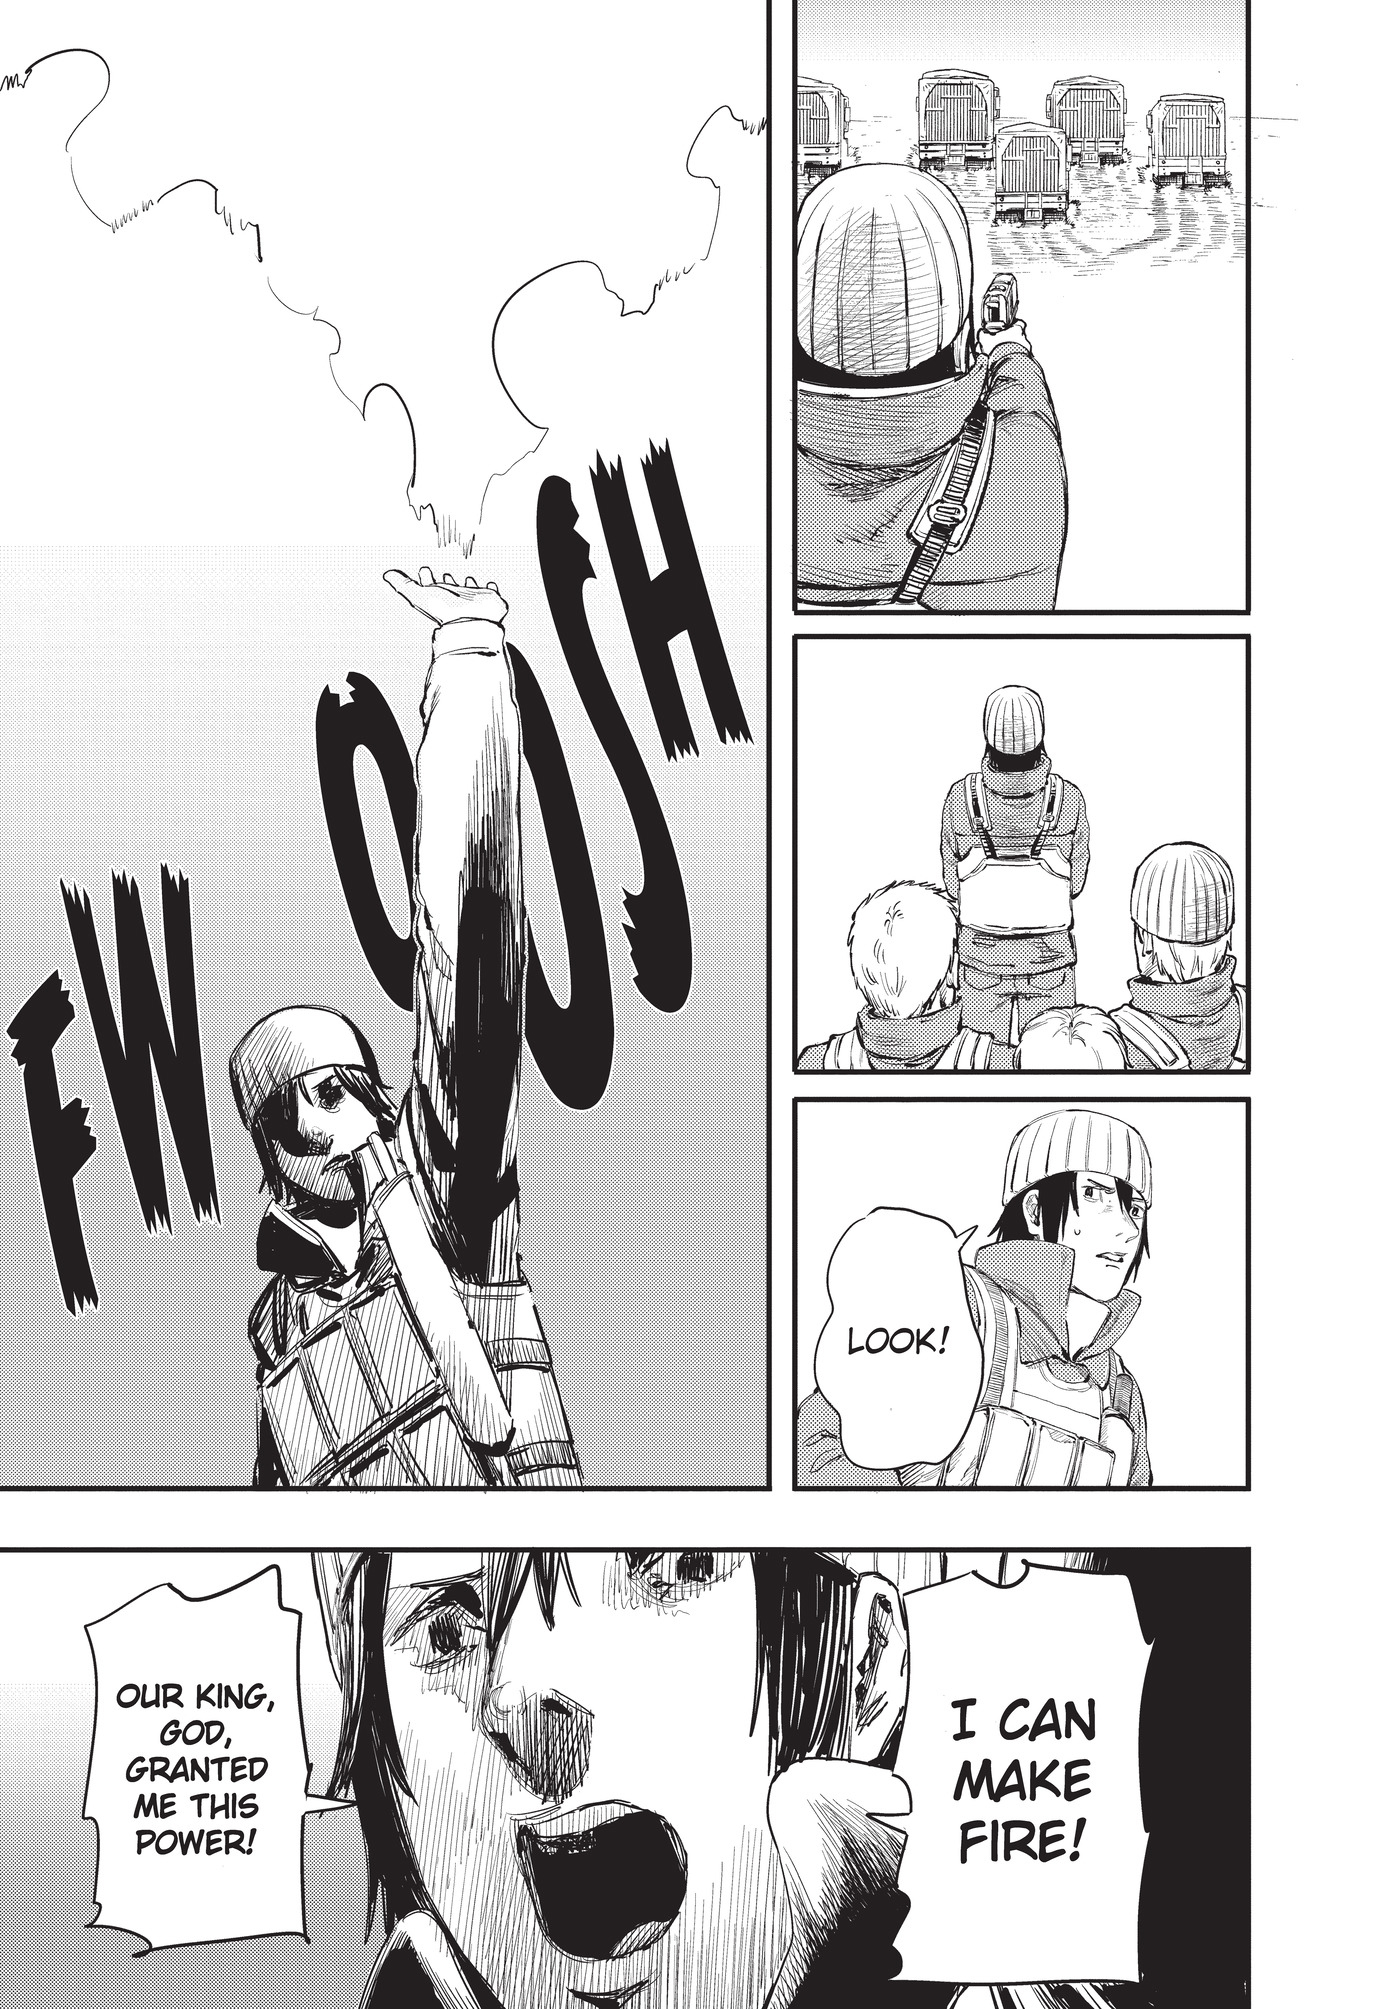 LOOK!
FWOOSH
I CAN
MAKE
FIRE!
OUR KING,
GOD,
GRANTED
ME THIS
POWER!